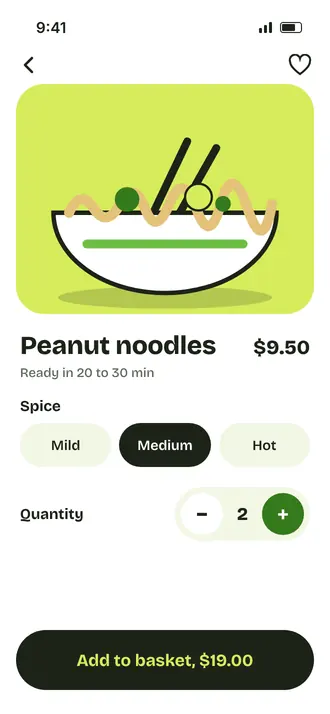 9:41
Peanut noodles
$9.50
Ready in 20 to 30 min
Spice
Mild
Medium
Hot
Quantity
− 2 +
Add to basket, $19.00